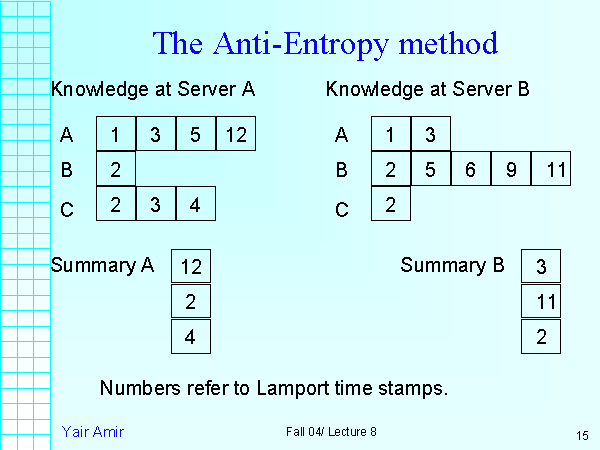 The Anti-Entropy method
Knowledge at Server A Knowledge at Server B
A 1 3 5 12 A 1 3
B 2 B 2 5 6 9 11
C 2 3 4 C 2
Summary A 12 Summary B 3
2 11
4 2
Numbers refer to Lamport time stamps.
Yair Amir Fall 04/ Lecture 8 15